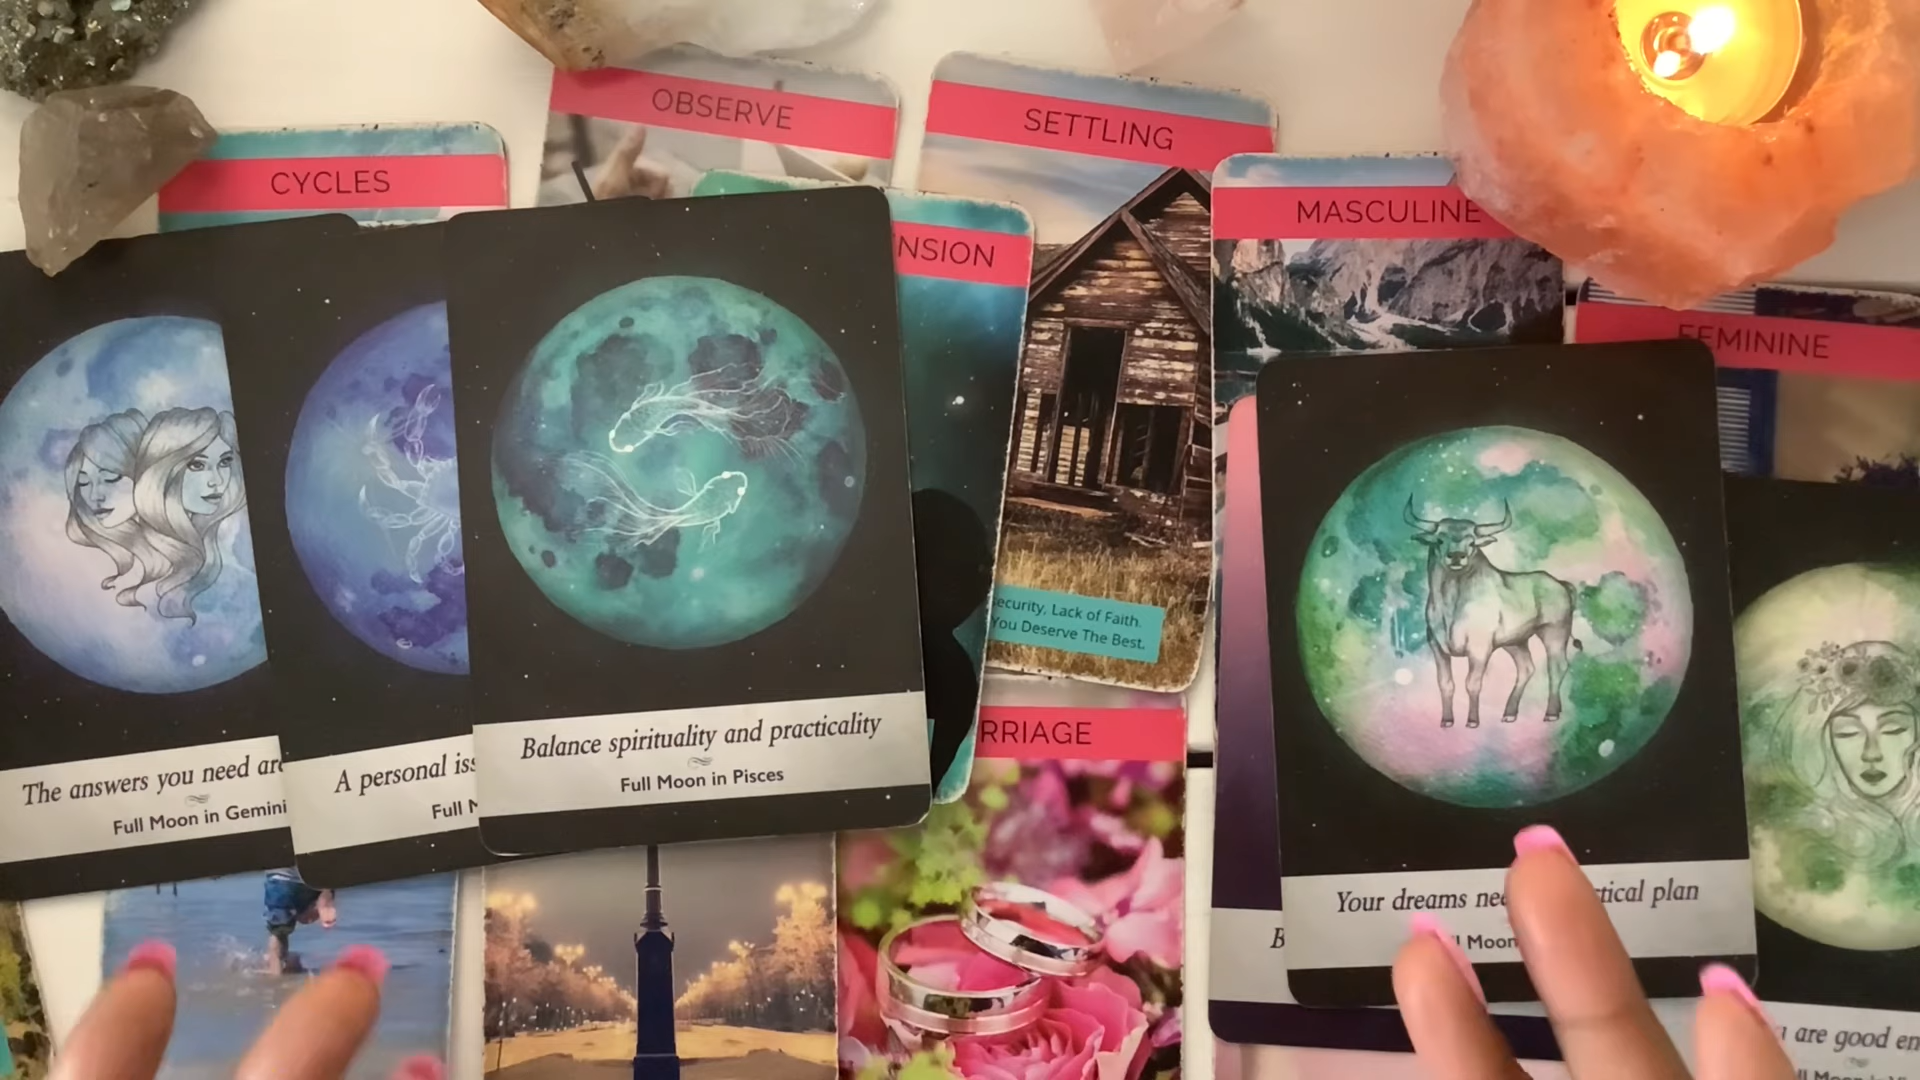 OBSERVE
SETTLING
CYCLES
MASCULINE
NSION
FEMININE
ecurity, Lack of Faith.
You Deserve The Best.
RRIAGE
The answers you need are
Full Moon in Gemini
A personal iss
Full M
Balance spirituality and practicality
Full Moon in Pisces
Your dreams nee tical plan
ll Moon
B
are good en